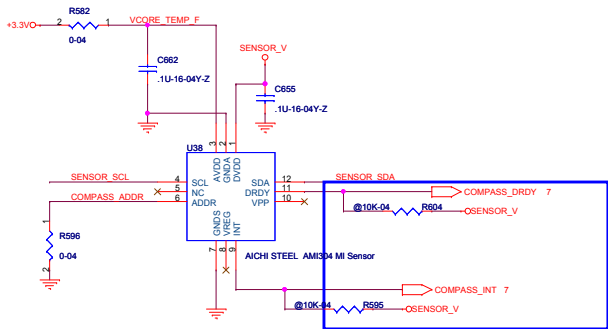 R582
+3.3V 2 1 VCORE_TEMP_F
0-04
SENSOR_V
C662
.1U-16-04Y-Z
C655
.1U-16-04Y-Z
U38
3 2 1
AVDD GNDA DVDD
SENSOR_SCL 4 SCL SDA 12 SENSOR_SDA
5 NC DRDY 11 COMPASS_DRDY 7
COMPASS_ADDR 6 ADDR VPP 10
@10K-04 R604 SENSOR_V
1
R596
0-04
2
GNDS VREG INT
7 8 9
AICHI STEEL AMI304 MI Sensor
COMPASS_INT 7
@10K-04 R595 SENSOR_V